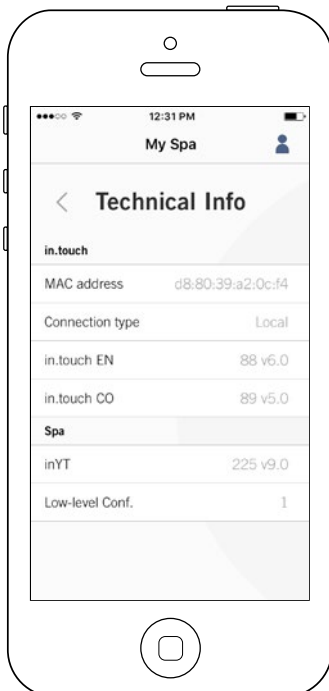 12:31 PM
My Spa
Technical Info
in.touch
MAC address d8:80:39:a2:0c:f4
Connection type Local
in.touch EN 88 v6.0
in.touch CO 89 v5.0
Spa
inYT 225 v9.0
Low-level Conf. 1